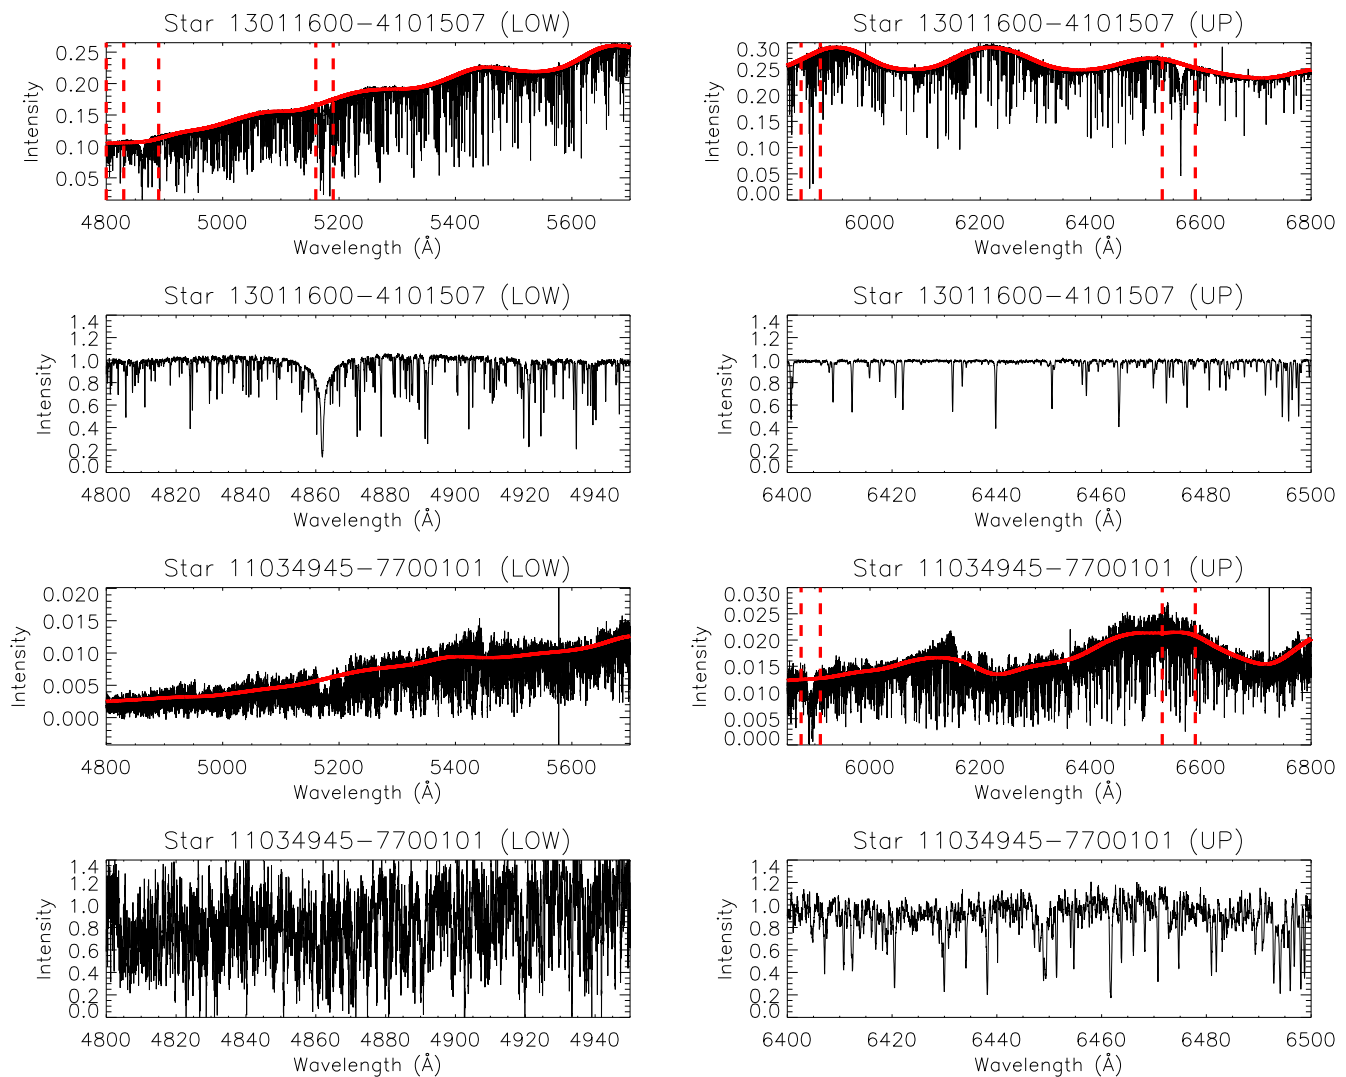 Star 13011600−4101507 (LOW)
Intensity
0.25
0.20
0.15
0.10
0.05
4800 5000 5200 5400 5600
Wavelength (Å)
Star 13011600−4101507 (UP)
Intensity
0.30
0.25
0.20
0.15
0.10
0.05
0.00
6000 6200 6400 6600 6800
Wavelength (Å)
Star 13011600−4101507 (LOW)
Intensity
1.4
1.2
1.0
0.8
0.6
0.4
0.2
0.0
4800 4820 4840 4860 4880 4900 4920 4940
Wavelength (Å)
Star 13011600−4101507 (UP)
Intensity
1.4
1.2
1.0
0.8
0.6
0.4
0.2
0.0
6400 6420 6440 6460 6480 6500
Wavelength (Å)
Star 11034945−7700101 (LOW)
Intensity
0.020
0.015
0.010
0.005
0.000
4800 5000 5200 5400 5600
Wavelength (Å)
Star 11034945−7700101 (UP)
Intensity
0.030
0.025
0.020
0.015
0.010
0.005
0.000
6000 6200 6400 6600 6800
Wavelength (Å)
Star 11034945−7700101 (LOW)
Intensity
1.4
1.2
1.0
0.8
0.6
0.4
0.2
0.0
4800 4820 4840 4860 4880 4900 4920 4940
Wavelength (Å)
Star 11034945−7700101 (UP)
Intensity
1.4
1.2
1.0
0.8
0.6
0.4
0.2
0.0
6400 6420 6440 6460 6480 6500
Wavelength (Å)